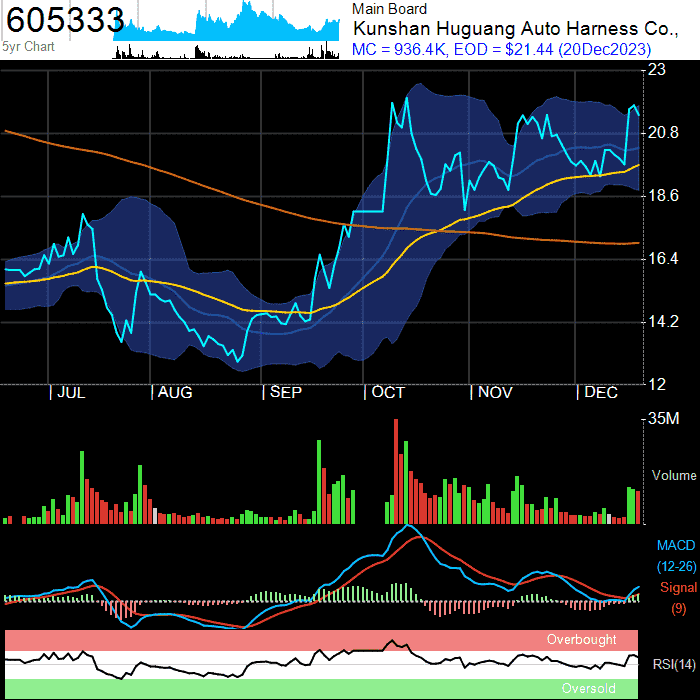 605333
5yr Chart
Main Board
Kunshan Huguang Auto Harness Co.,
MC = 936.4K, EOD = $21.44 (20Dec2023)
23
20.8
18.6
16.4
14.2
12
JUL AUG SEP OCT NOV DEC
35M
Volume
MACD
(12-26)
Signal
(9)
Overbought
RSI(14)
Oversold